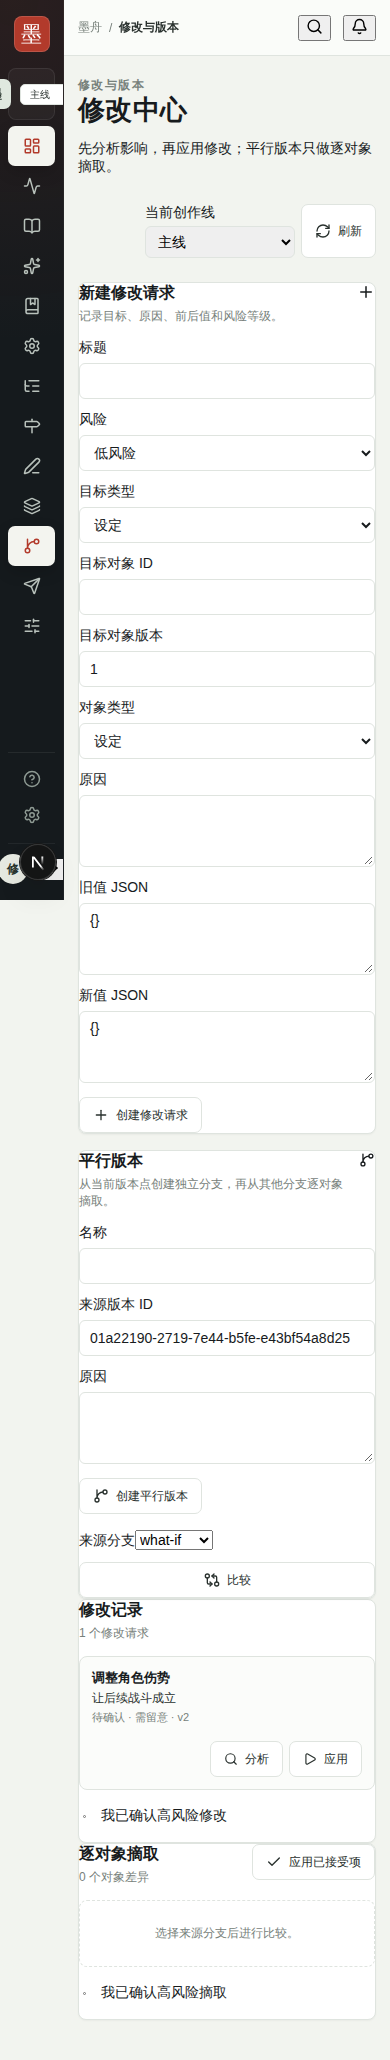 墨
墨舟 / 修改与版本
主线
修改与版本
修改中心
先分析影响，再应用修改；平行版本只做逐对象
摘取。
当前创作线
主线
刷新
新建修改请求
记录目标、原因、前后值和风险等级。
标题
风险
低风险
目标类型
设定
目标对象 ID
目标对象版本
1
对象类型
设定
原因
旧值 JSON
{}
新值 JSON
{}
创建修改请求
平行版本
从当前版本点创建独立分支，再从其他分支逐对象
摘取。
名称
来源版本 ID
01a22190-2719-7e44-b5fe-e43bf54a8d25
原因
创建平行版本
来源分支 what-if
比较
修改记录
1 个修改请求
调整角色伤势
让后续战斗成立
待确认 · 需留意 · v2
分析
应用
我已确认高风险修改
逐对象摘取
0 个对象差异
应用已接受项
选择来源分支后进行比较。
我已确认高风险摘取
修
N